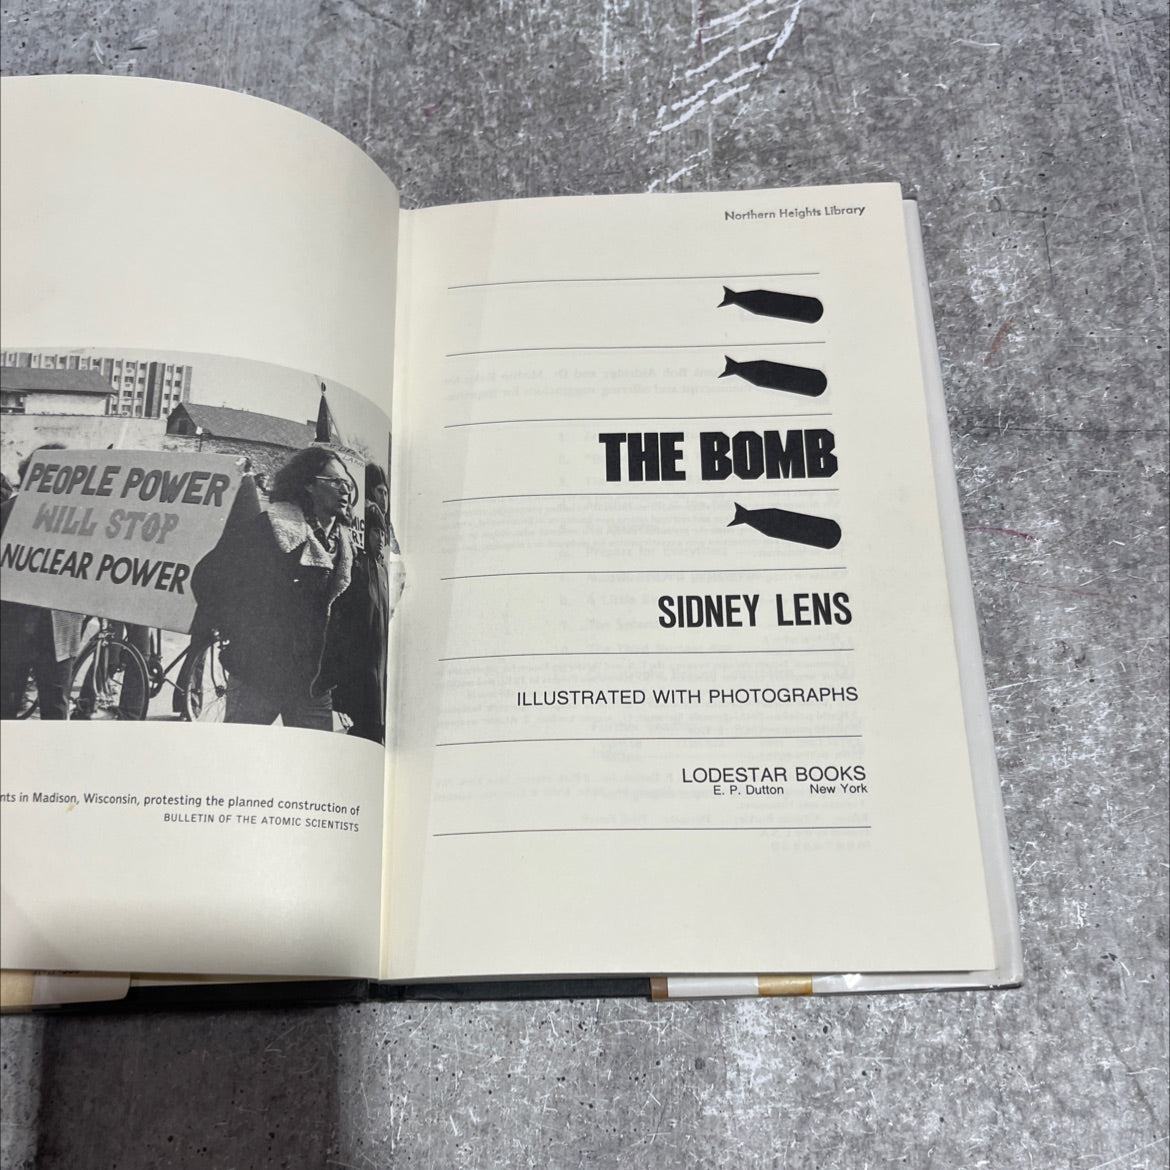 PEOPLE POWER
WILL STOP
NUCLEAR POWER
in Madison, Wisconsin, protesting the planned construction of
BULLETIN OF THE ATOMIC SCIENTISTS
Northern Heights Library
THE BOMB
SIDNEY LENS
ILLUSTRATED WITH PHOTOGRAPHS
LODESTAR BOOKS
E. P. Dutton New York